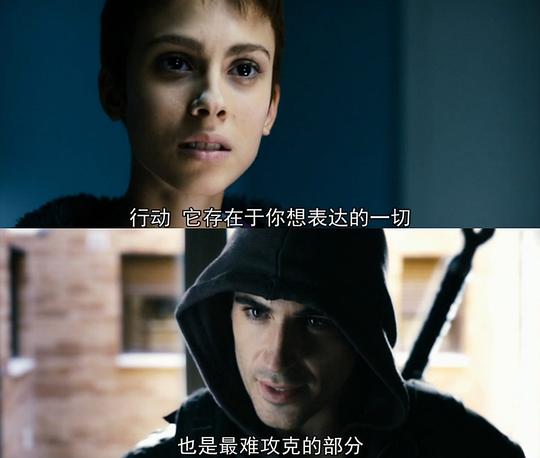 行动 它存在于你想表达的一切
也是最难攻克的部分